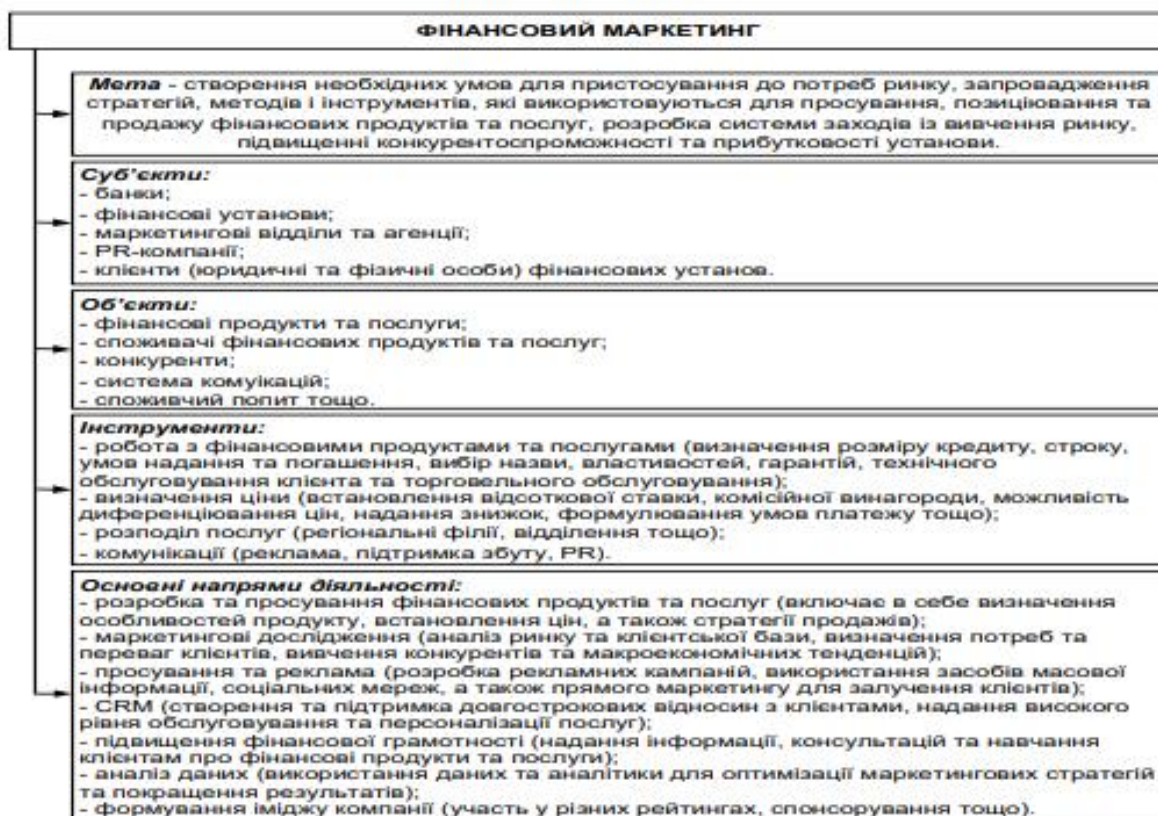 ФІНАНСОВИЙ МАРКЕТИНГ
Мета - створення необхідних умов для пристосування до потреб ринку, запровадження
стратегій, методів і інструментів, які використовуються для просування, позиціювання та
продажу фінансових продуктів та послуг, розробка системи заходів із вивчення ринку,
підвищенні конкурентоспроможності та прибутковості установи.
Суб'єкти:
- банки;
- фінансові установи;
- маркетингові відділи та агенції;
- PR-компанії;
- клієнти (юридичні та фізичні особи) фінансових установ.
Об'єкти:
- фінансові продукти та послуги;
- споживачі фінансових продуктів та послуг;
- конкуренти;
- система комуікацій;
- споживчий попит тощо.
Інструменти:
- робота з фінансовими продуктами та послугами (визначення розміру кредиту, строку,
умов надання та погашення, вибір назви, властивостей, гарантій, технічного
обслуговування клієнта та торговельного обслуговування);
- визначення ціни (встановлення відсоткової ставки, комісійної винагороди, можливість
диференціювання цін, надання знижок, формулювання умов платежу тощо);
- розподіл послуг (регіональні філії, відділення тощо);
- комунікації (реклама, підтримка збуту, PR).
Основні напрями діяльності:
- розробка та просування фінансових продуктів та послуг (включає в себе визначення
особливостей продукту, встановлення цін, а також стратегії продажів);
- маркетингові дослідження (аналіз ринку та клієнтської бази, визначення потреб та
переваг клієнтів, вивчення конкурентів та макроекономічних тенденцій);
- просування та реклама (розробка рекламних кампаній, використання засобів масової
інформації, соціальних мереж, а також прямого маркетингу для залучення клієнтів);
- CRM (створення та підтримка довгострокових відносин з клієнтами, надання високого
рівня обслуговування та персоналізації послуг);
- підвищення фінансової грамотності (надання інформації, консультацій та навчання
клієнтам про фінансові продукти та послуги);
- аналіз даних (використання даних та аналітики для оптимізації маркетингових стратегій
та покращення результатів);
- формування іміджу компанії (участь у різних рейтингах, спонсорування тощо).